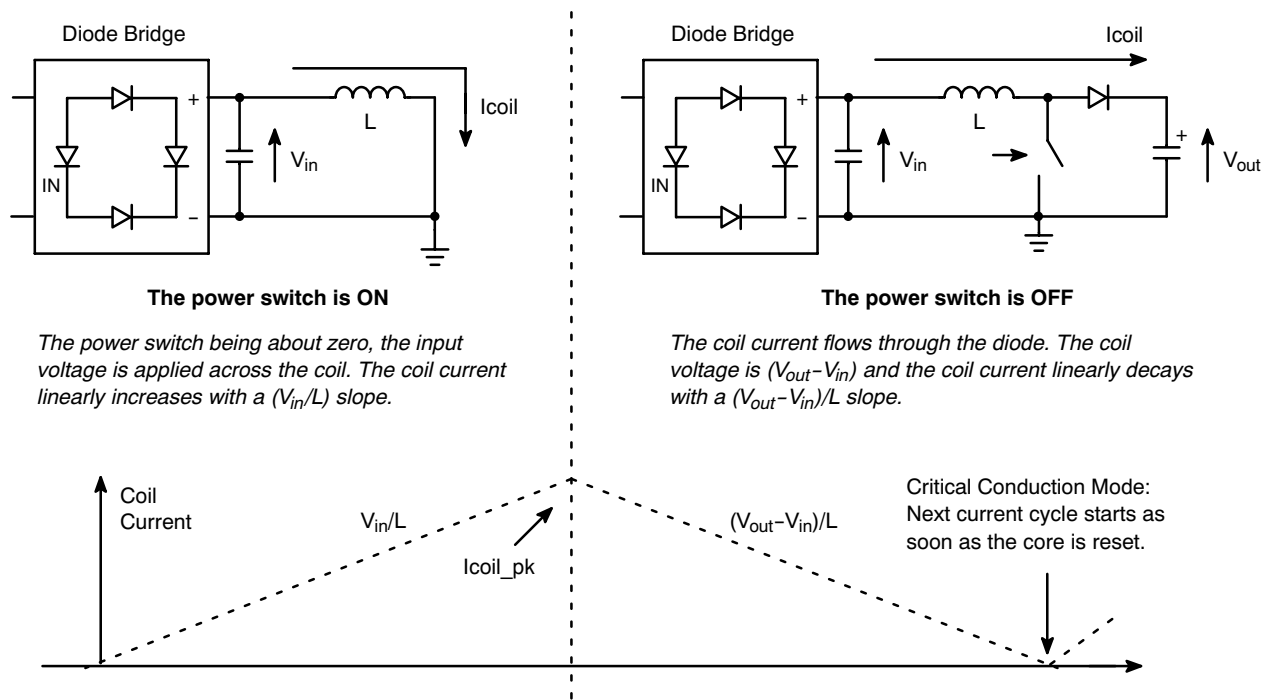 Diode Bridge
+
−
IN
L
Icoil
Vin
The power switch is ON
The power switch being about zero, the input
voltage is applied across the coil. The coil current
linearly increases with a (Vin/L) slope.
Diode Bridge
Icoil
+
−
IN
L
Vin
+
Vout
The power switch is OFF
The coil current flows through the diode. The coil
voltage is (Vout−Vin) and the coil current linearly decays
with a (Vout−Vin)/L slope.
Coil
Current
Vin/L
Icoil_pk
(Vout−Vin)/L
Critical Conduction Mode:
Next current cycle starts as
soon as the core is reset.